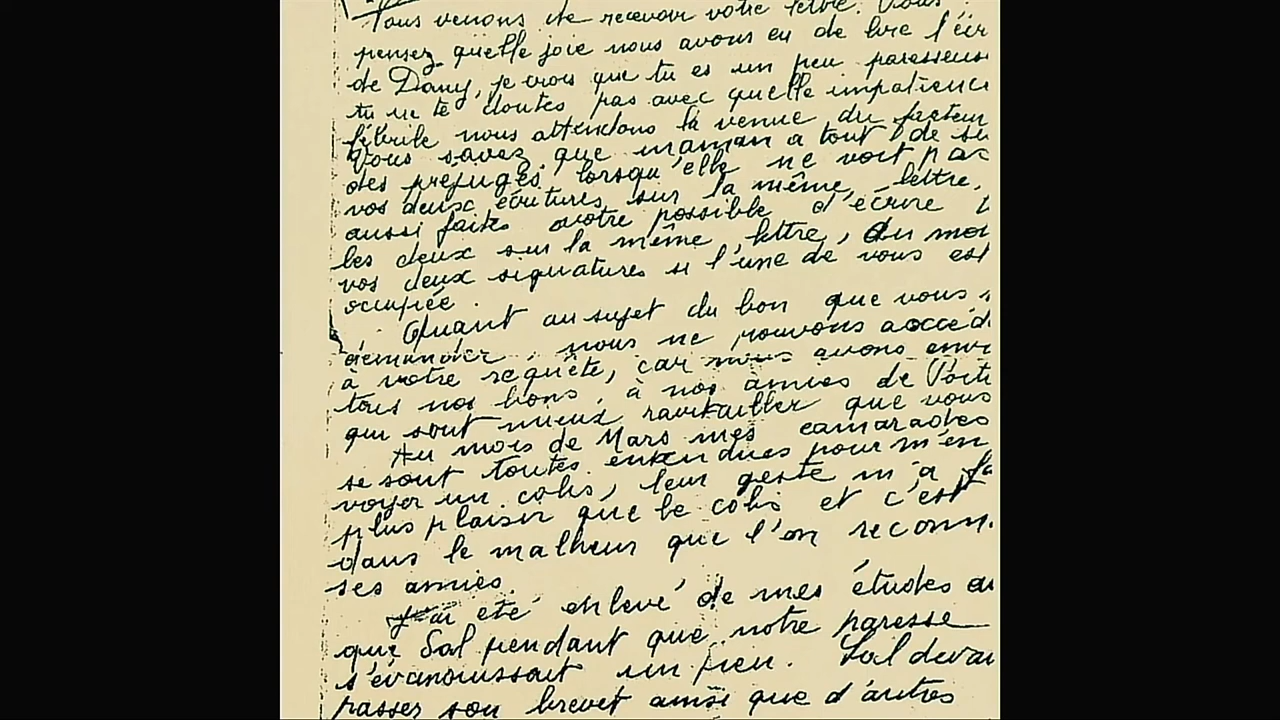 Nous venons de recevoir votre lettre. Vous
pensez quelle joie nous avons eu de lire l'écr
de Dany, je crois que tu es un peu paresseus
tu ne te doutes pas avec quelle impatience
fébrile nous attendons la venue du facteur
Vous savez que maman a tout de su
des préjugés lorsqu'elle ne voit pas
vos deux écritures sur la même lettre,
aussi faites votre possible d'écrire
les deux sur la même lettre, du moi
vos deux signatures si l'une de vous est
occupée.
Quant au sujet du bon que vous
demandez, nous ne pouvons accéd
à votre requête, car nous avons env
tous nos bons, à nos amies de Poiti
qui sont mieux ravitailler que vous
Au mois de Mars mes camarades
se sont toutes entendues pour m'en
voyer un colis, leur geste m'a fa
plus plaisir que le colis et c'est
dans le malheur que l'on reconn
ses amies.
J'ai été enlevé de mes études
que Sal pendant que notre paresse
s'évanouissait un peu. Sal devai
passer son brevet ainsi que d'autres